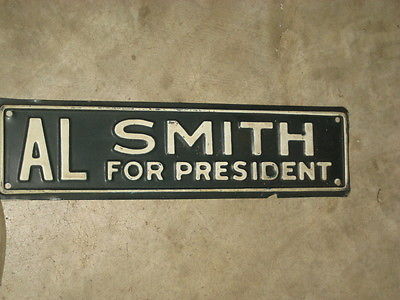 AL SMITH
FOR PRESIDENT